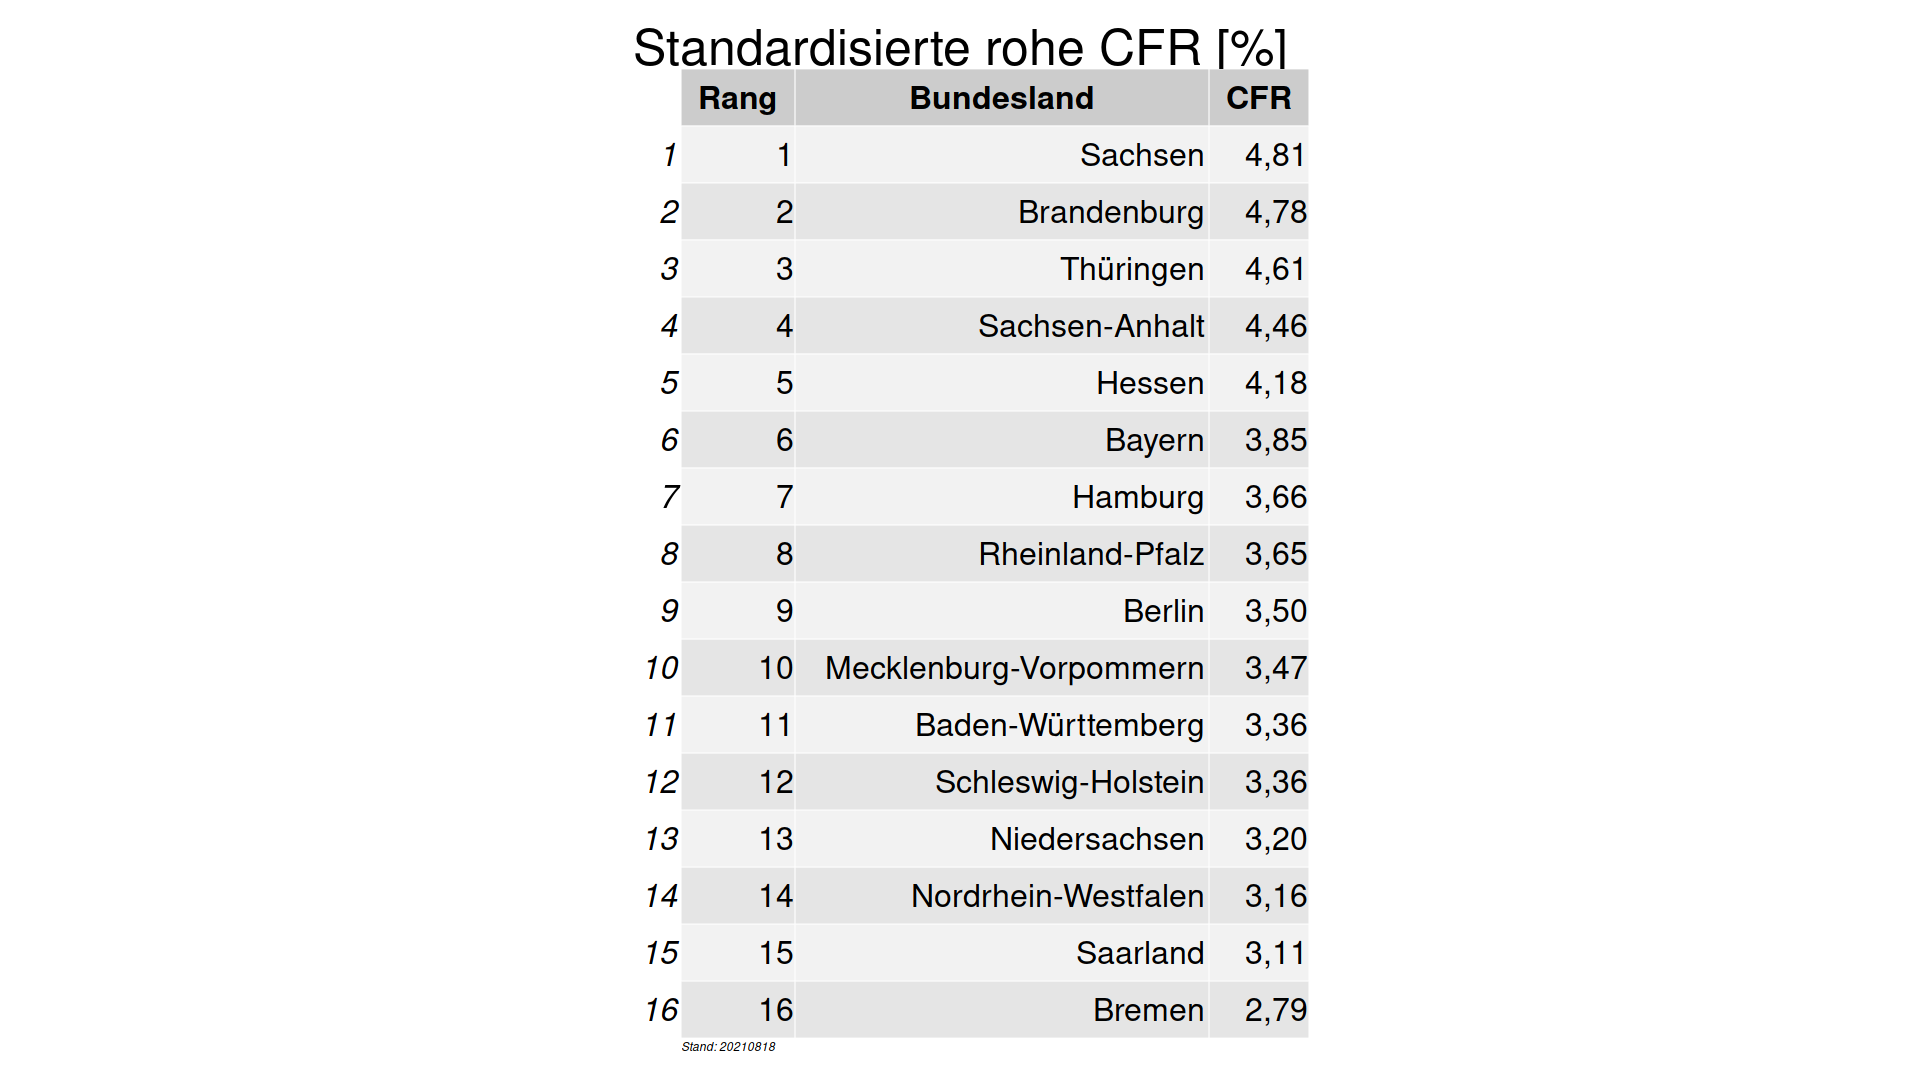 Standardisierte rohe CFR [%]
Rang Bundesland CFR
1 1 Sachsen 4,81
2 2 Brandenburg 4,78
3 3 Thüringen 4,61
4 4 Sachsen-Anhalt 4,46
5 5 Hessen 4,18
6 6 Bayern 3,85
7 7 Hamburg 3,66
8 8 Rheinland-Pfalz 3,65
9 9 Berlin 3,50
10 10 Mecklenburg-Vorpommern 3,47
11 11 Baden-Württemberg 3,36
12 12 Schleswig-Holstein 3,36
13 13 Niedersachsen 3,20
14 14 Nordrhein-Westfalen 3,16
15 15 Saarland 3,11
16 16 Bremen 2,79
Stand: 20210818